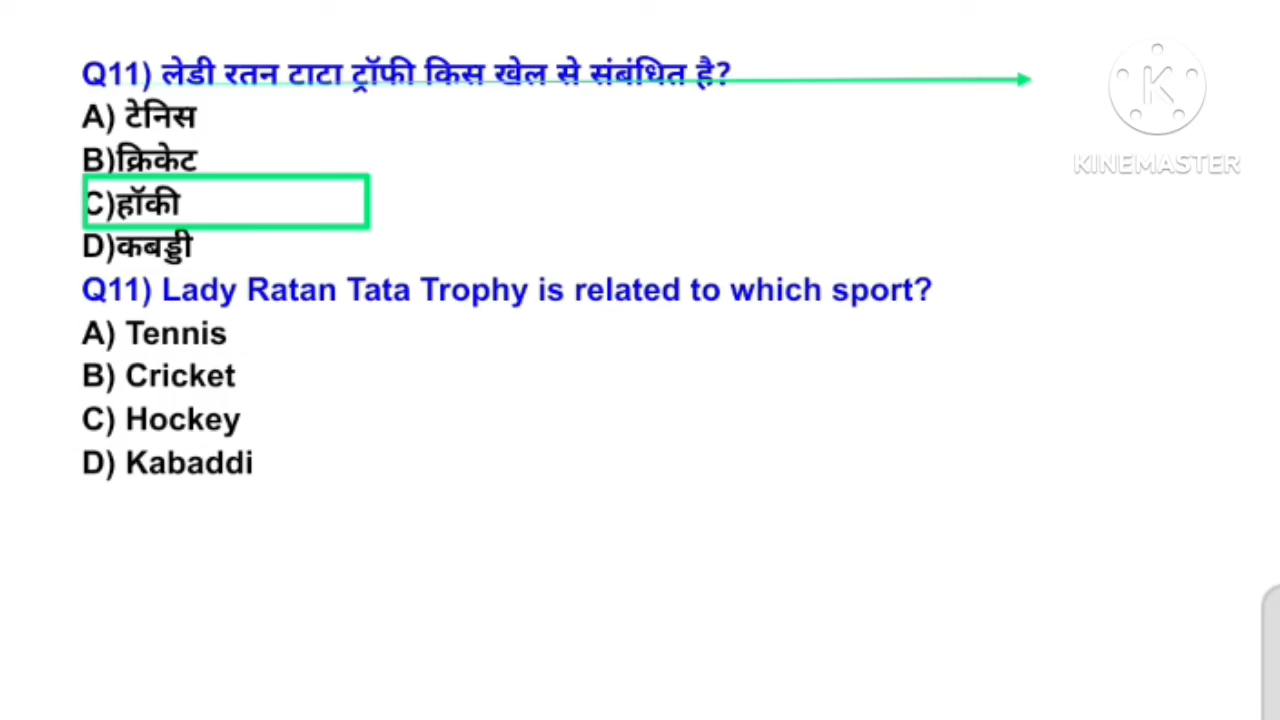 Q11) लेडी रतन टाटा ट्रॉफी किस खेल से संबंधित है?
A) टेनिस
B)क्रिकेट
C)हॉकी
D)कबड्डी
Q11) Lady Ratan Tata Trophy is related to which sport?
A) Tennis
B) Cricket
C) Hockey
D) Kabaddi
K
KINEMASTER